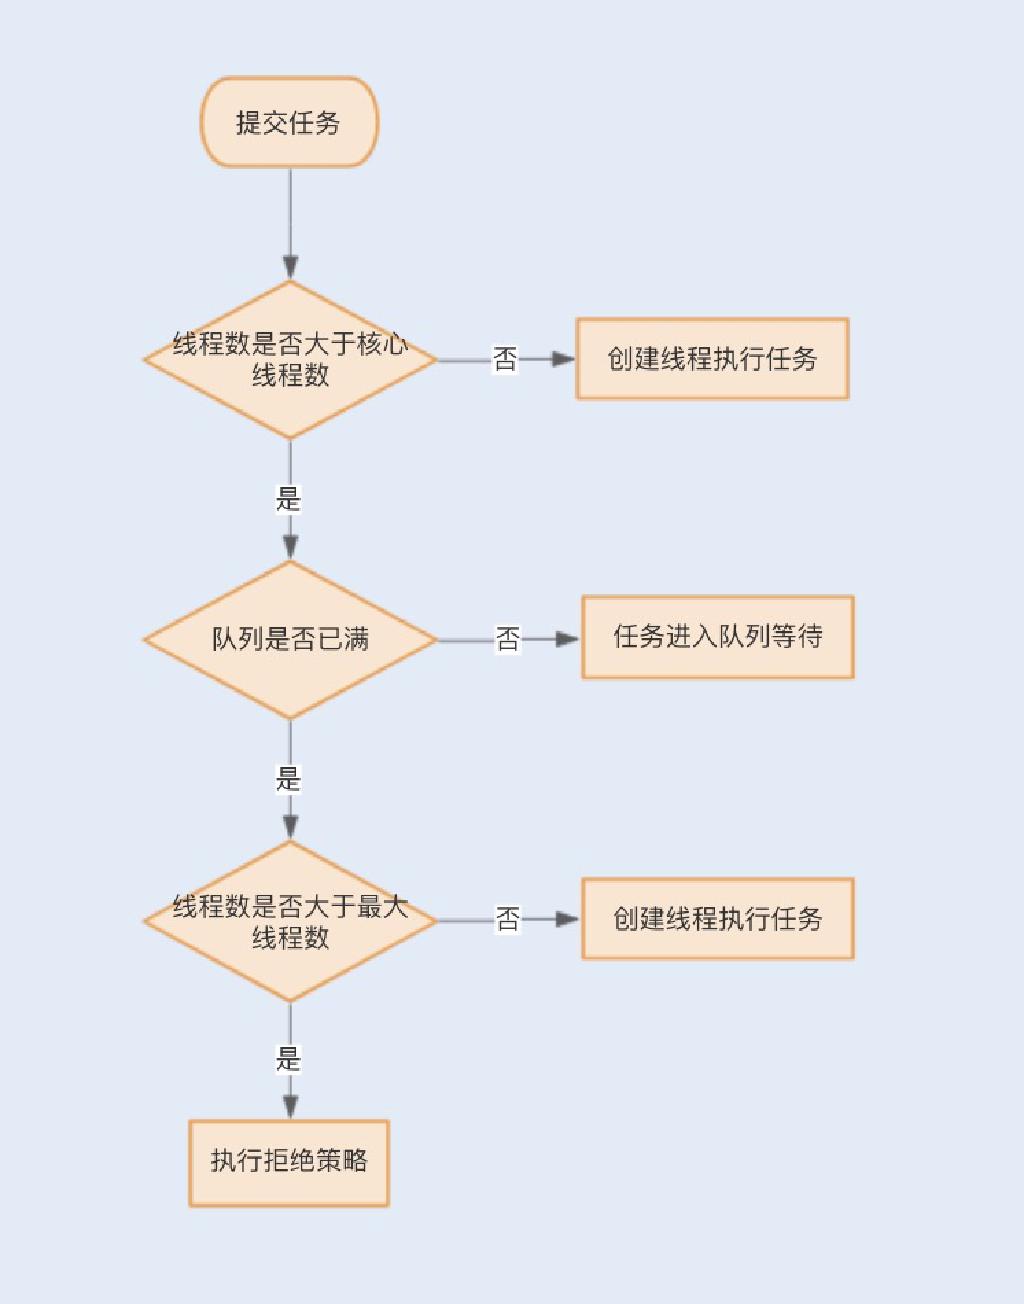 提交任务
线程数是否大于核心
线程数
否
创建线程执行任务
是
队列是否已满
否
任务进入队列等待
是
线程数是否大于最大
线程数
否
创建线程执行任务
是
执行拒绝策略